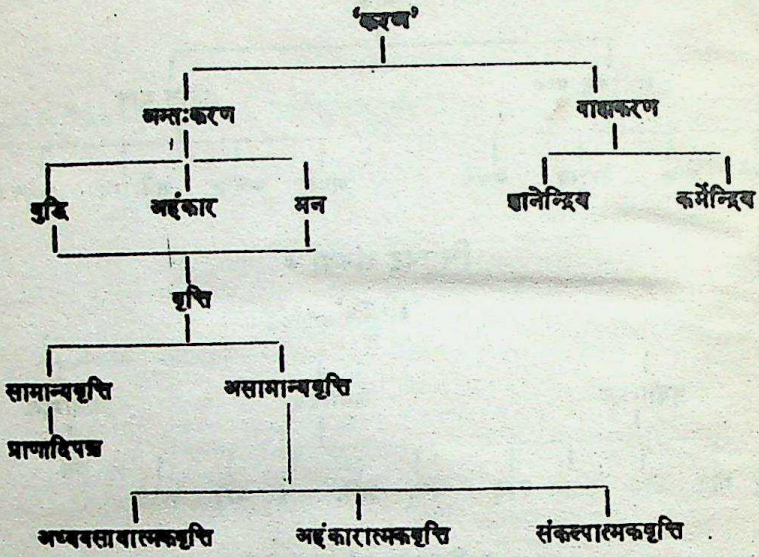 ‘करण’
अन्तःकरण बाह्यकरण
बुद्धि अहंकार मन ज्ञानेन्द्रिय कर्मेन्द्रिय
वृत्ति
सामान्यवृत्ति असामान्यवृत्ति
प्राणादिपञ्च
अध्यवसायात्मकवृत्ति अहंकारात्मकवृत्ति संकल्पात्मकवृत्ति